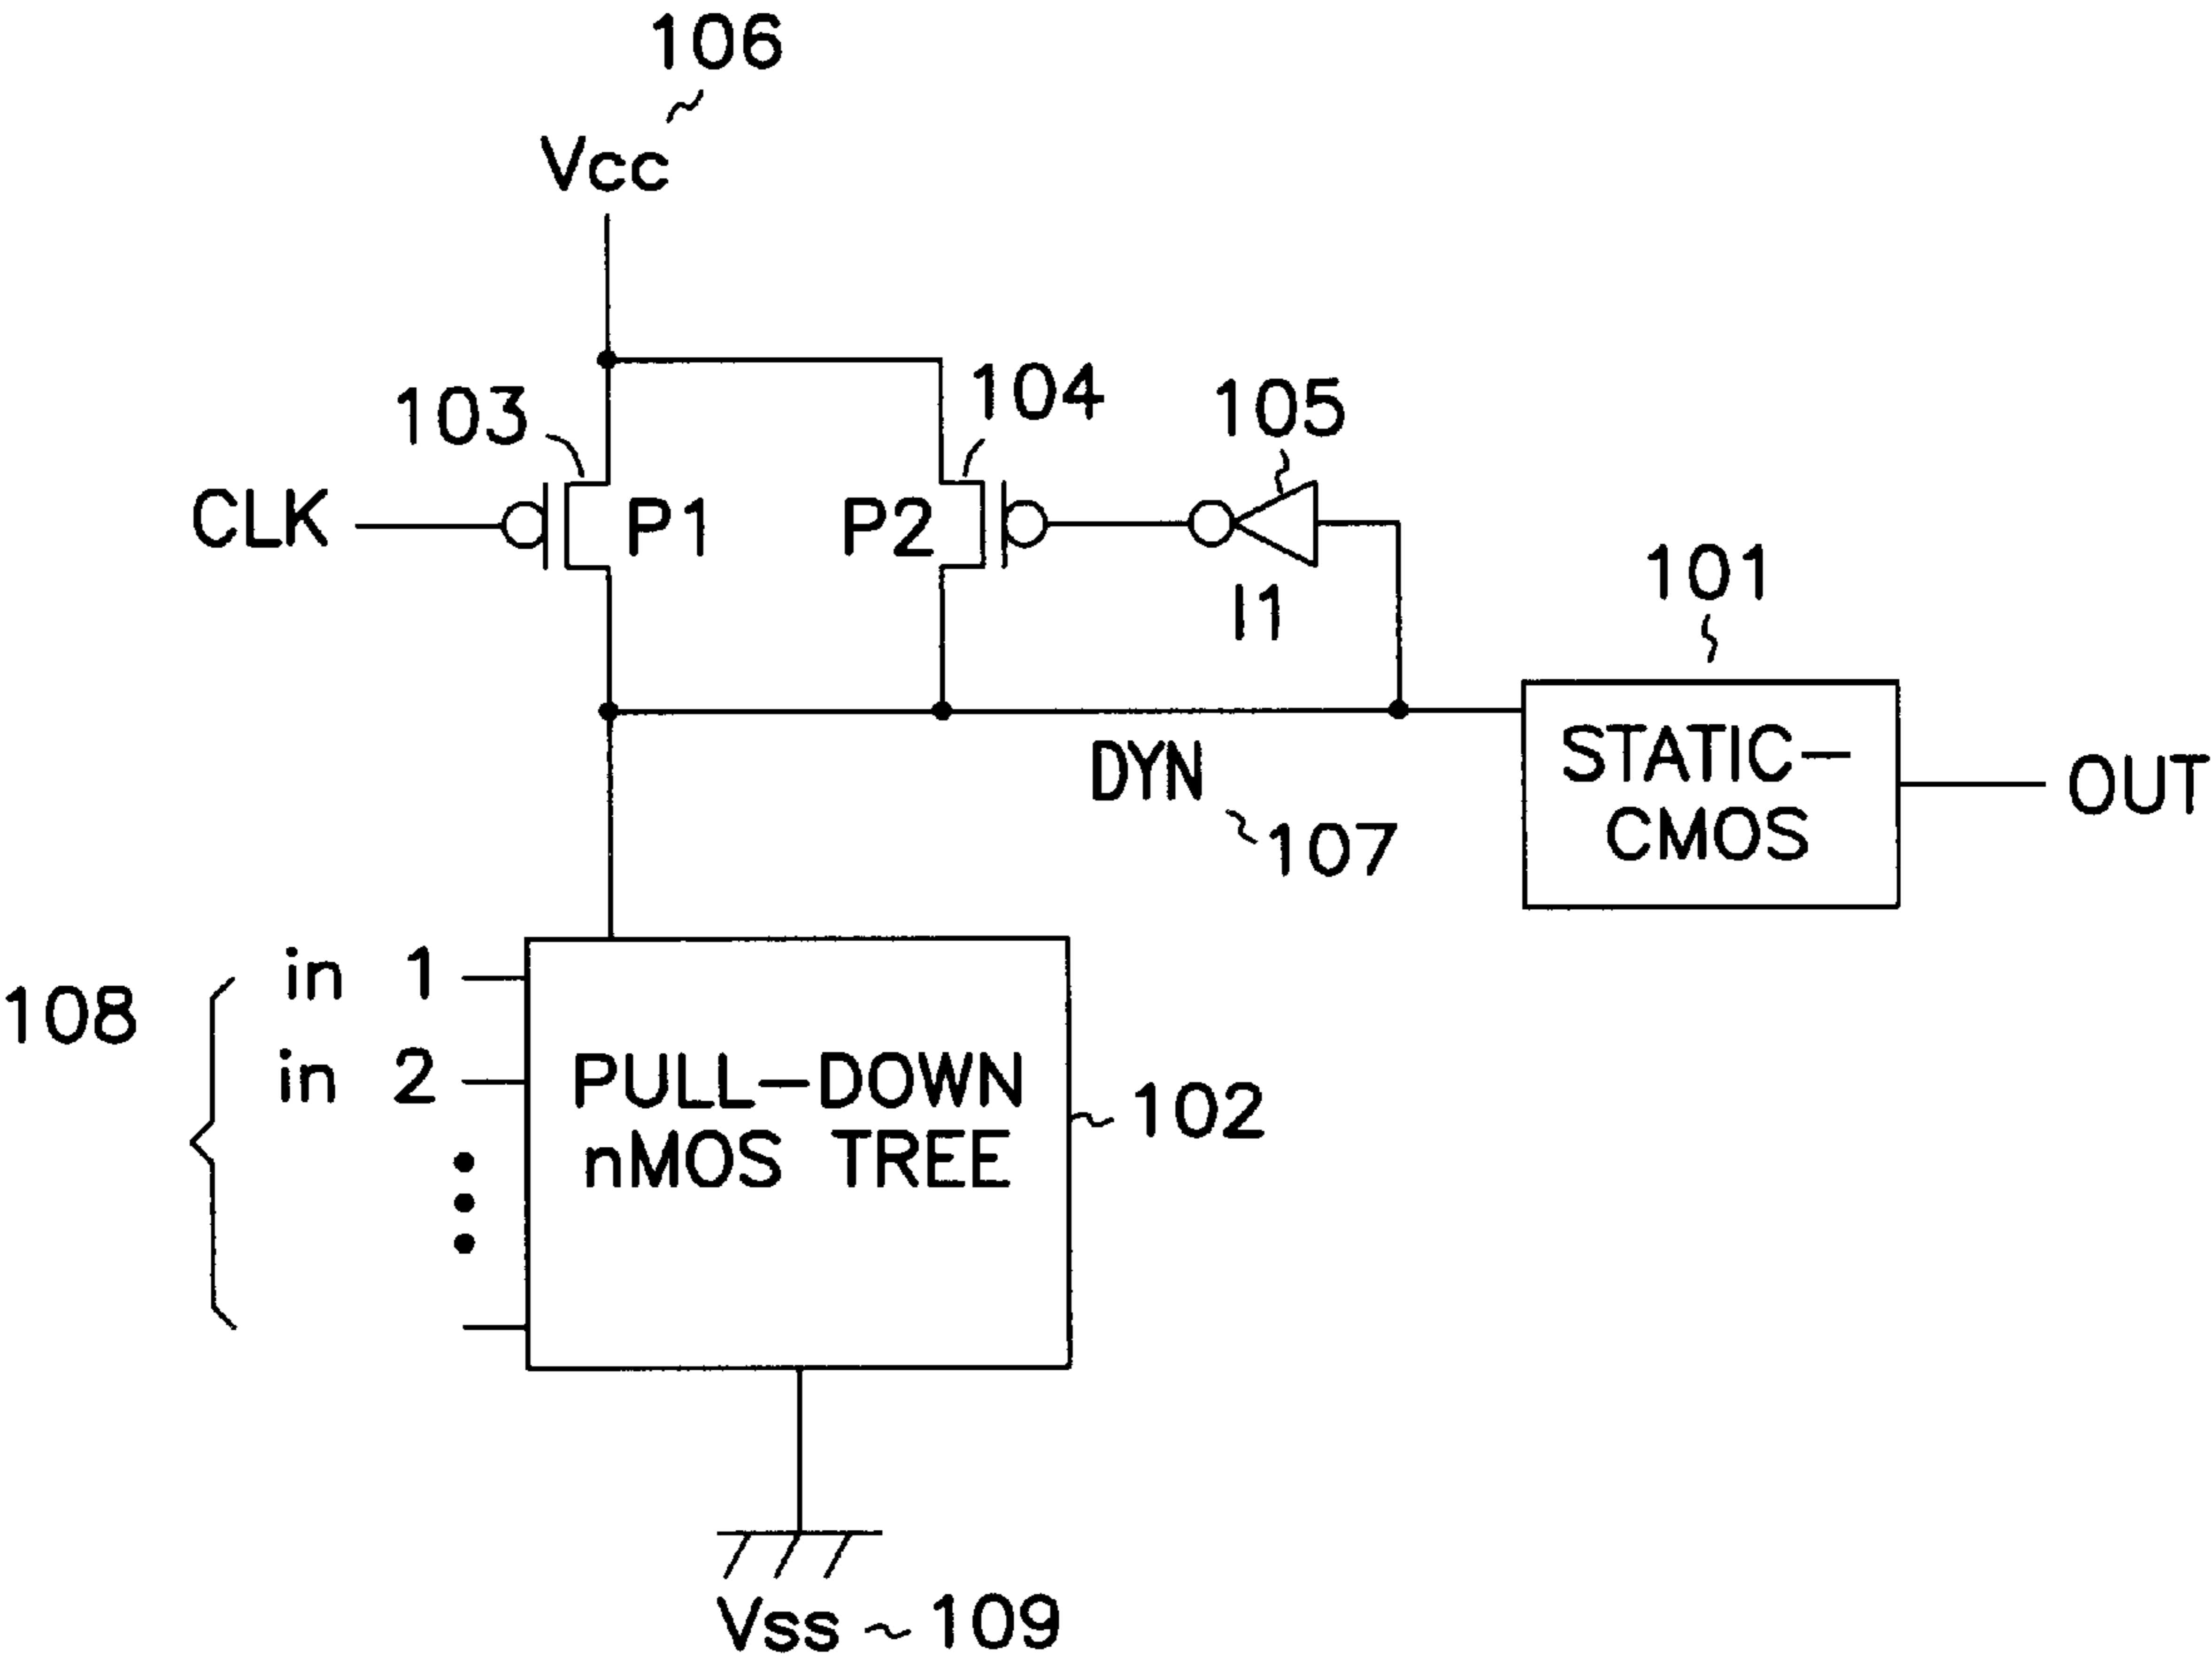 106
Vcc
103
104
105
CLK
P1
P2
I1
101
STATIC-
CMOS
OUT
DYN
107
108
in 1
in 2
PULL-DOWN
nMOS TREE
102
Vss
109